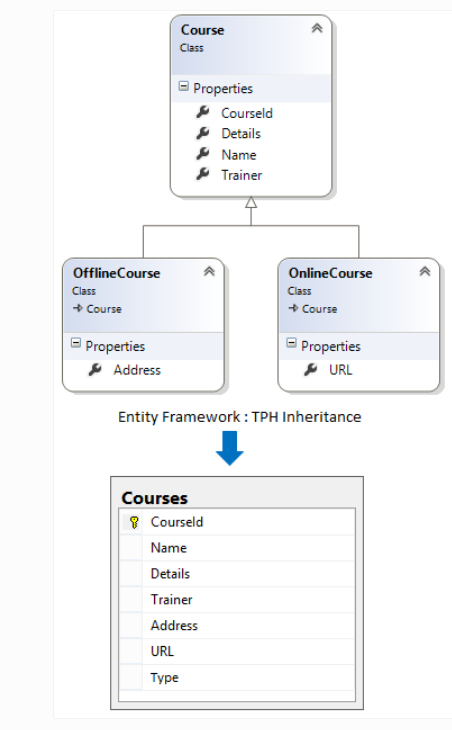 Course
Class
Properties
CourseId
Details
Name
Trainer
OfflineCourse
Class
Course
Properties
Address
OnlineCourse
Class
Course
Properties
URL
Entity Framework : TPH Inheritance
Courses
CourseId
Name
Details
Trainer
Address
URL
Type